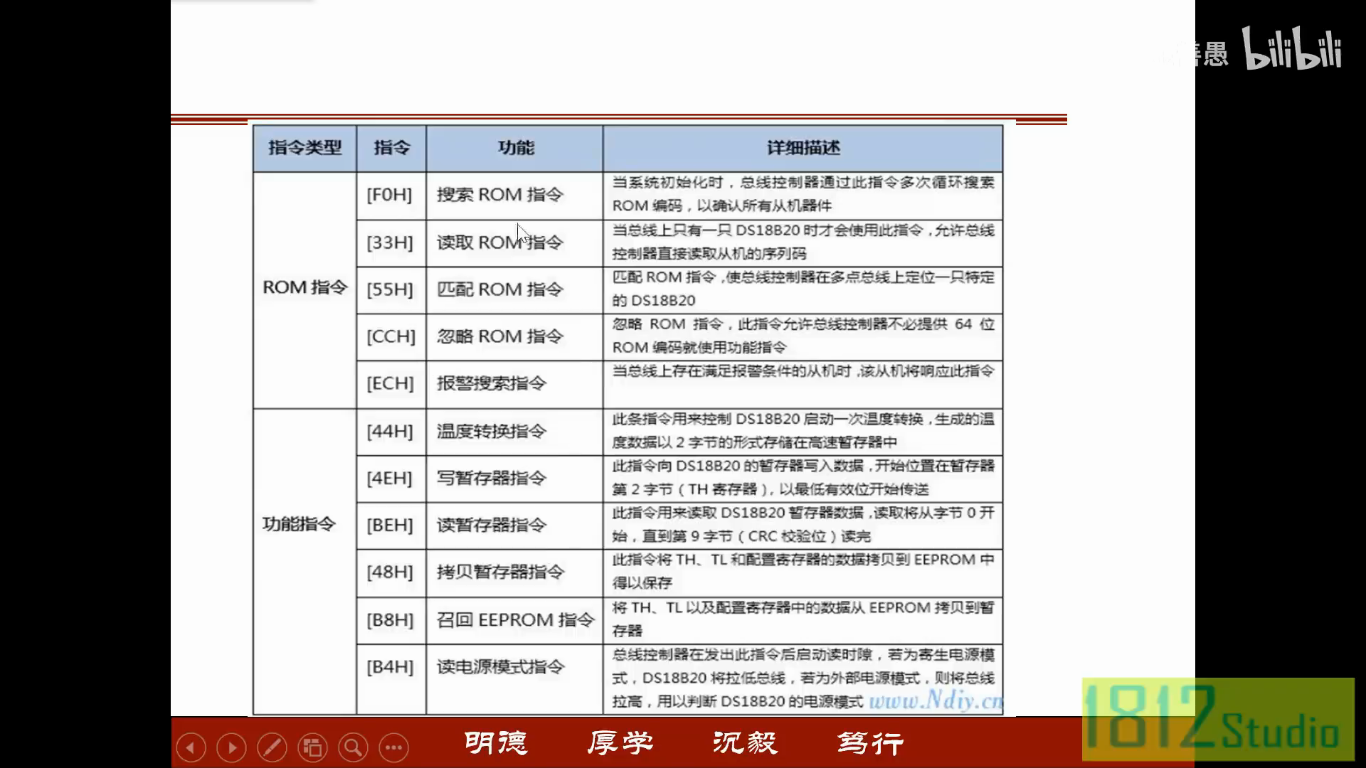 善愚 bilibili
指令类型 指令 功能 详细描述
ROM 指令
[F0H] 搜索 ROM 指令
当系统初始化时，总线控制器通过此指令多次循环搜索
ROM 编码，以确认所有从机器件
[33H] 读取 ROM 指令
当总线上只有一只 DS18B20 时才会使用此指令，允许总线
控制器直接读取从机的序列码
[55H] 匹配 ROM 指令
匹配 ROM 指令，使总线控制器在多点总线上定位一只特定
的 DS18B20
[CCH] 忽略 ROM 指令
忽略 ROM 指令，此指令允许总线控制器不必提供 64 位
ROM 编码就使用功能指令
[ECH] 报警搜索指令
当总线上存在满足报警条件的从机时，该从机将响应此指令
功能指令
[44H] 温度转换指令
此条指令用来控制 DS18B20 启动一次温度转换，生成的温
度数据以 2 字节的形式存储在高速暂存器中
[4EH] 写暂存器指令
此指令向 DS18B20 的暂存器写入数据，开始位置在暂存器
第 2 字节（TH 寄存器），以最低有效位开始传送
[BEH] 读暂存器指令
此指令用来读取 DS18B20 暂存器数据，读取将从字节 0 开
始，直到第 9 字节（CRC 校验位）读完
[48H] 拷贝暂存器指令
此指令将 TH、TL 和配置寄存器的数据拷贝到 EEPROM 中
得以保存
[B8H] 召回 EEPROM 指令
将 TH、TL 以及配置寄存器中的数据从 EEPROM 拷贝到暂
存器
[B4H] 读电源模式指令
总线控制器在发出此指令后启动读时隙，若为寄生电源模
式，DS18B20 将拉低总线，若为外部电源模式，则将总线
拉高，用以判断 DS18B20 的电源模式
www.Ndiy.cn
明德 厚学 沉毅 笃行
1812 Studio